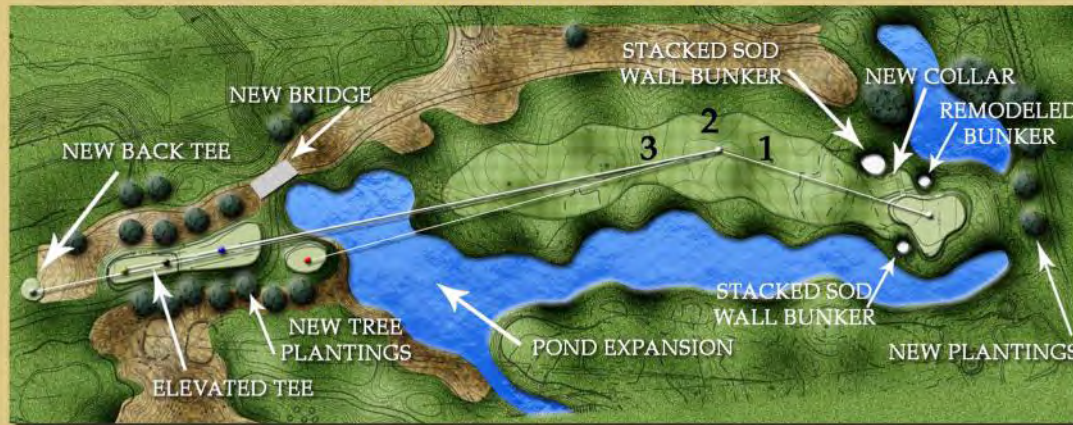 STACKED SOD
WALL BUNKER
NEW COLLAR
REMODELED
BUNKER
NEW BRIDGE
NEW BACK TEE
3
2
1
NEW TREE
PLANTINGS
ELEVATED TEE
POND EXPANSION
STACKED SOD
WALL BUNKER
NEW PLANTINGS